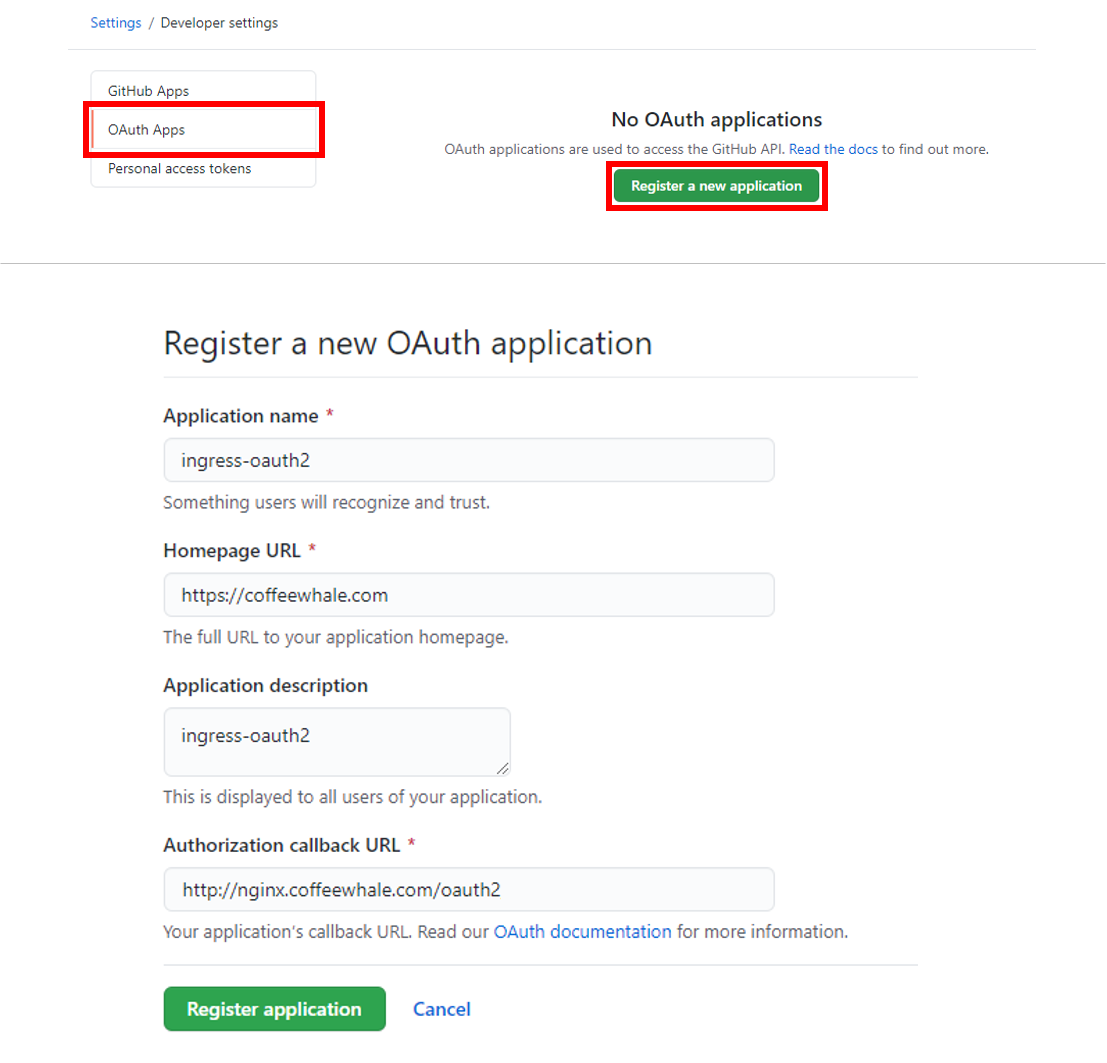 Settings / Developer settings
GitHub Apps
OAuth Apps
Personal access tokens
No OAuth applications
OAuth applications are used to access the GitHub API. Read the docs to find out more.
Register a new application
Register a new OAuth application
Application name *
ingress-oauth2
Something users will recognize and trust.
Homepage URL *
https://coffeewhale.com
The full URL to your application homepage.
Application description
ingress-oauth2
This is displayed to all users of your application.
Authorization callback URL *
http://nginx.coffeewhale.com/oauth2
Your application's callback URL. Read our OAuth documentation for more information.
Register application Cancel